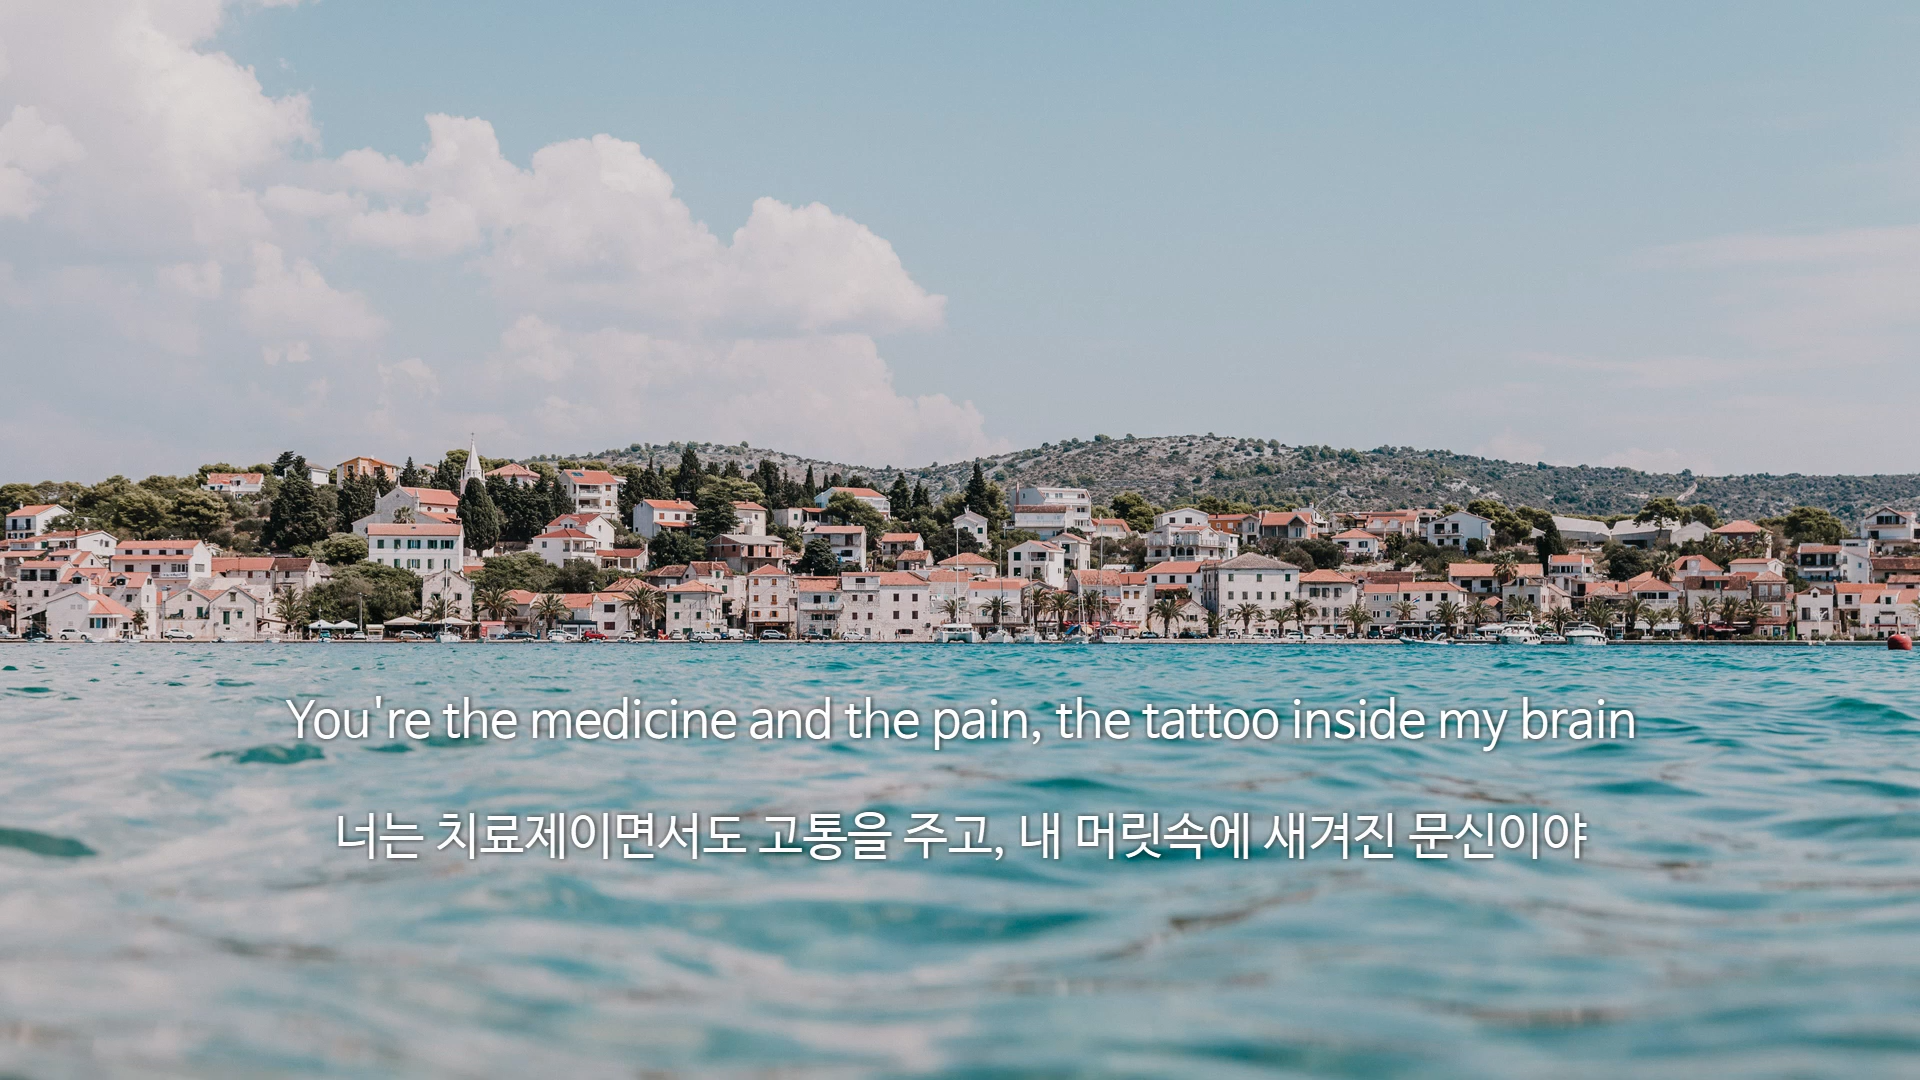 You're the medicine and the pain, the tattoo inside my brain
너는 치료제이면서도 고통을 주고, 내 머릿속에 새겨진 문신이야